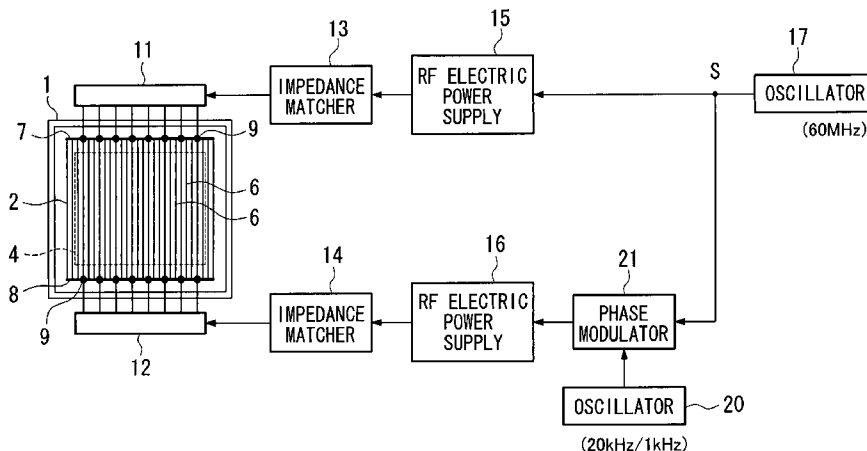 11
13
15
17
1
IMPEDANCE
MATCHER
RF ELECTRIC
POWER
SUPPLY
S
OSCILLATOR
(60MHz)
7
9
6
2
6
4
14
16
21
8
IMPEDANCE
MATCHER
RF ELECTRIC
POWER
SUPPLY
PHASE
MODULATOR
9
12
OSCILLATOR
20
(20kHz/1kHz)